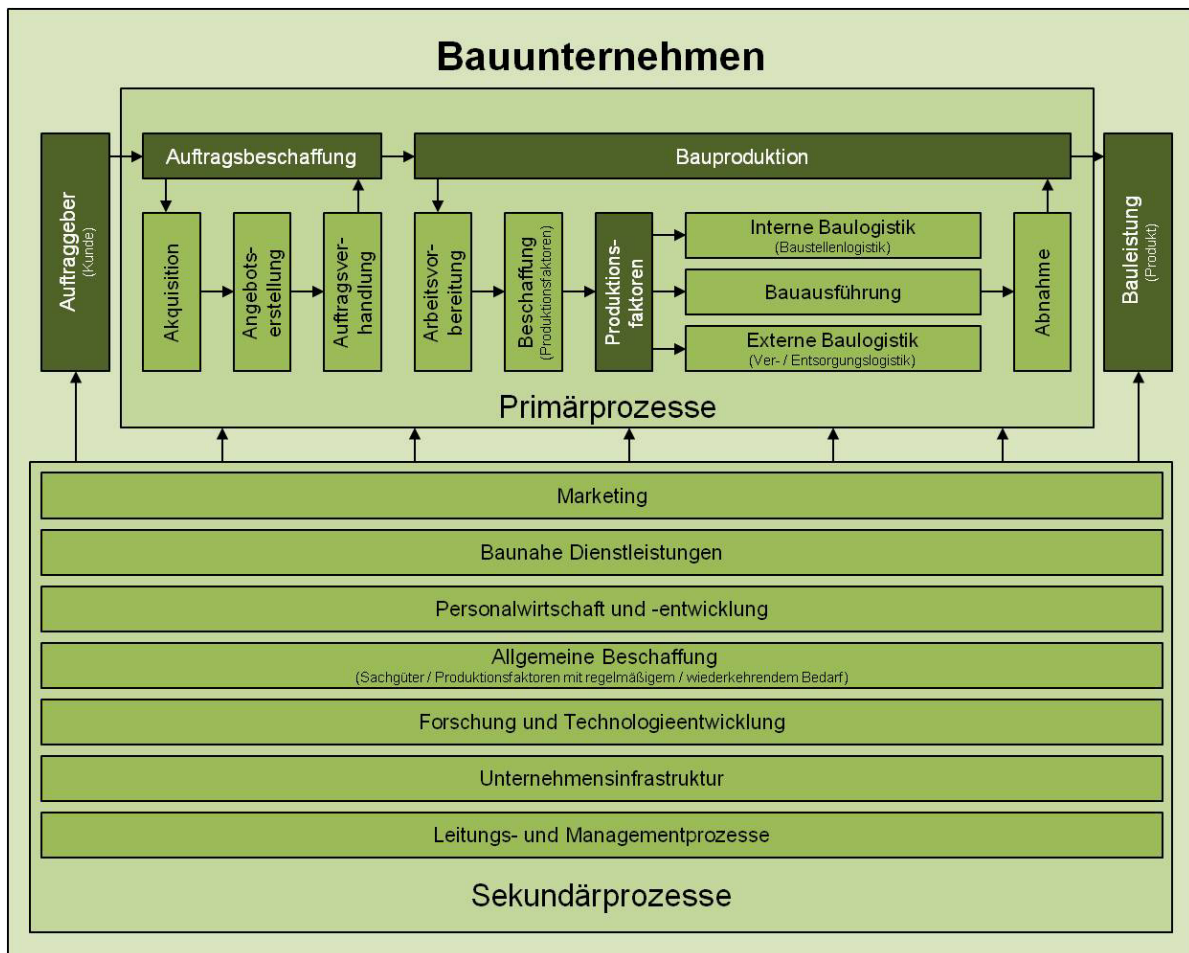 Bauunternehmen
Auftraggeber
(Kunde)
Auftragsbeschaffung
Bauproduktion
Akquisition
Angebots-
erstellung
Auftragsver-
handlung
Arbeitsvor-
bereitung
Beschaffung
(Produktionsfaktoren)
Produktions-
faktoren
Interne Baulogistik
(Baustellenlogistik)
Bauausführung
Externe Baulogistik
(Ver- / Entsorgungslogistik)
Abnahme
Bauleistung
(Produkt)
Primärprozesse
Marketing
Baunahe Dienstleistungen
Personalwirtschaft und -entwicklung
Allgemeine Beschaffung
(Sachgüter / Produktionsfaktoren mit regelmäßigem / wiederkehrendem Bedarf)
Forschung und Technologieentwicklung
Unternehmensinfrastruktur
Leitungs- und Managementprozesse
Sekundärprozesse